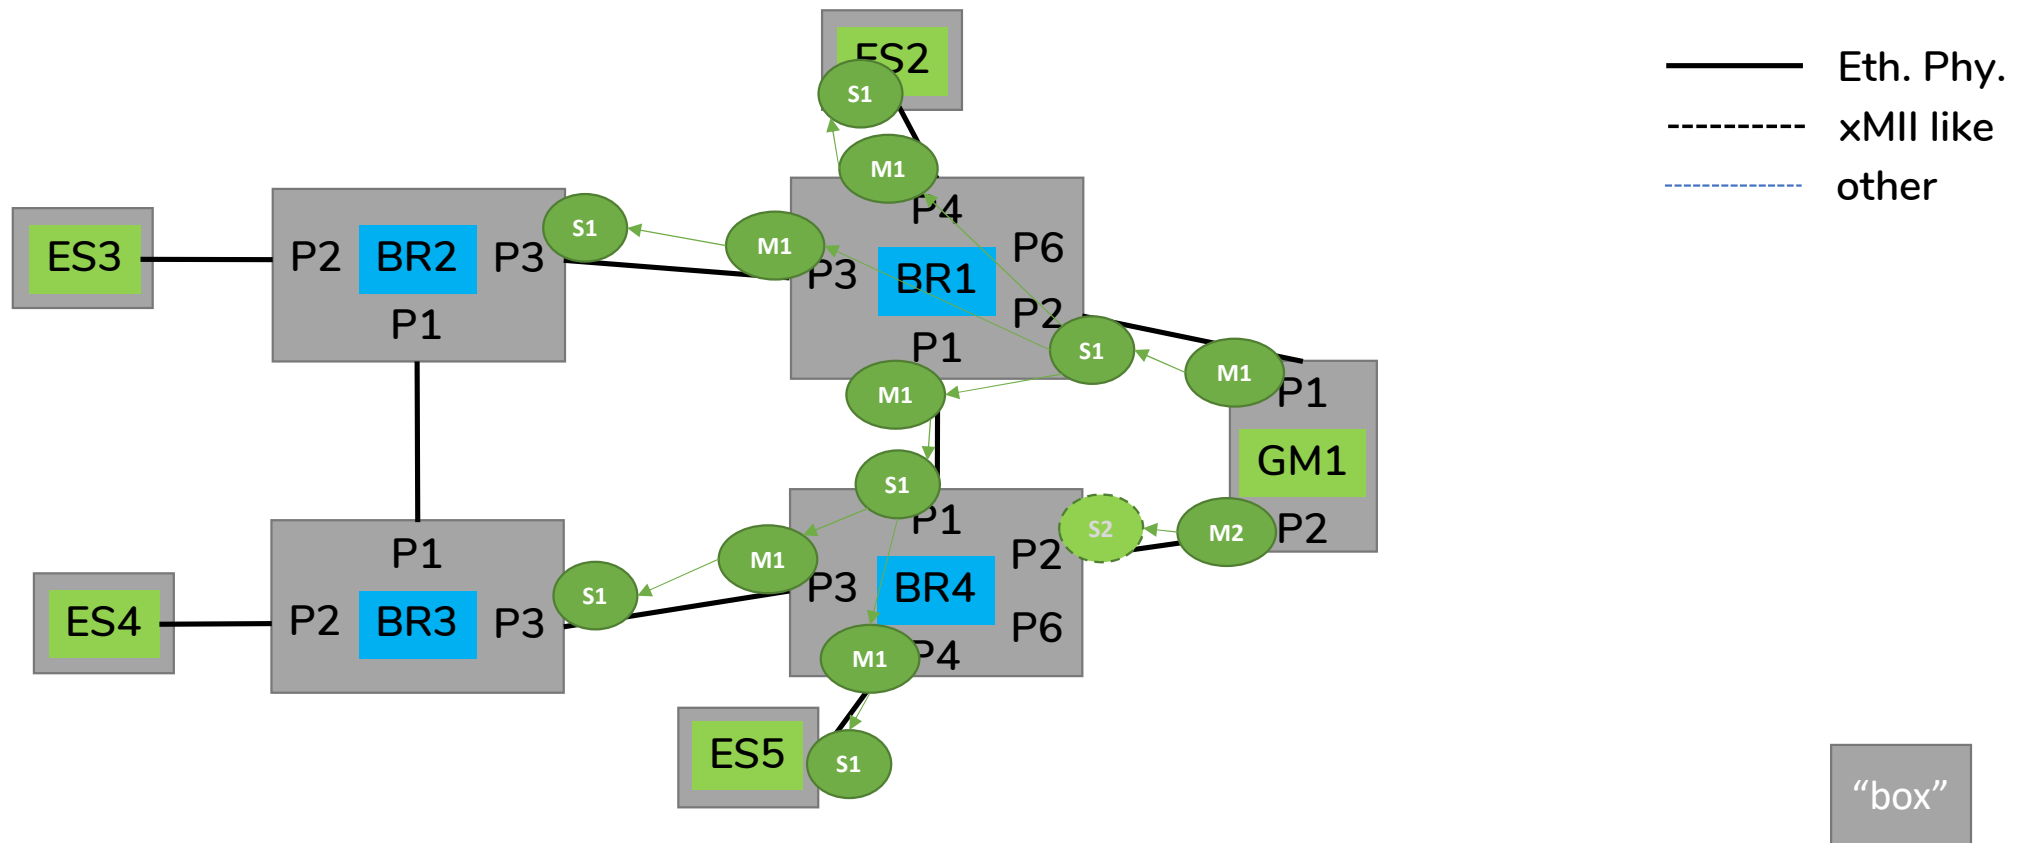 ES2
S1
M1
Eth. Phy.
xMII like
other
ES3
P2 BR2 P3
P1
S1
M1
P4
P6
P3 BR1
P2
P1
S1
M1
M1
P1
GM1
P2
M2
S2
S1
P1
P2
P3 BR4
P6
P4
M1
M1
S1
P1
ES4
P2 BR3 P3
ES5
S1
“box”